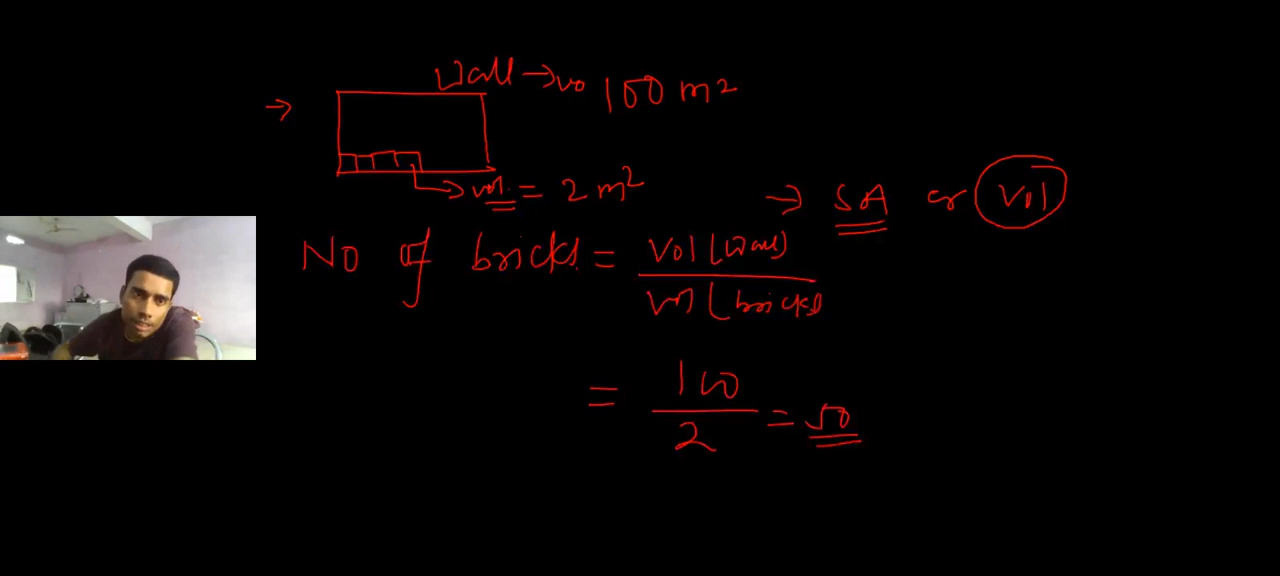 Wall → vo 100 m²
→
→ vol. = 2 m²
→ SA or Vol
No of bricks = Vol (wall) / Vol (bricks)
= 100 / 2 = 50